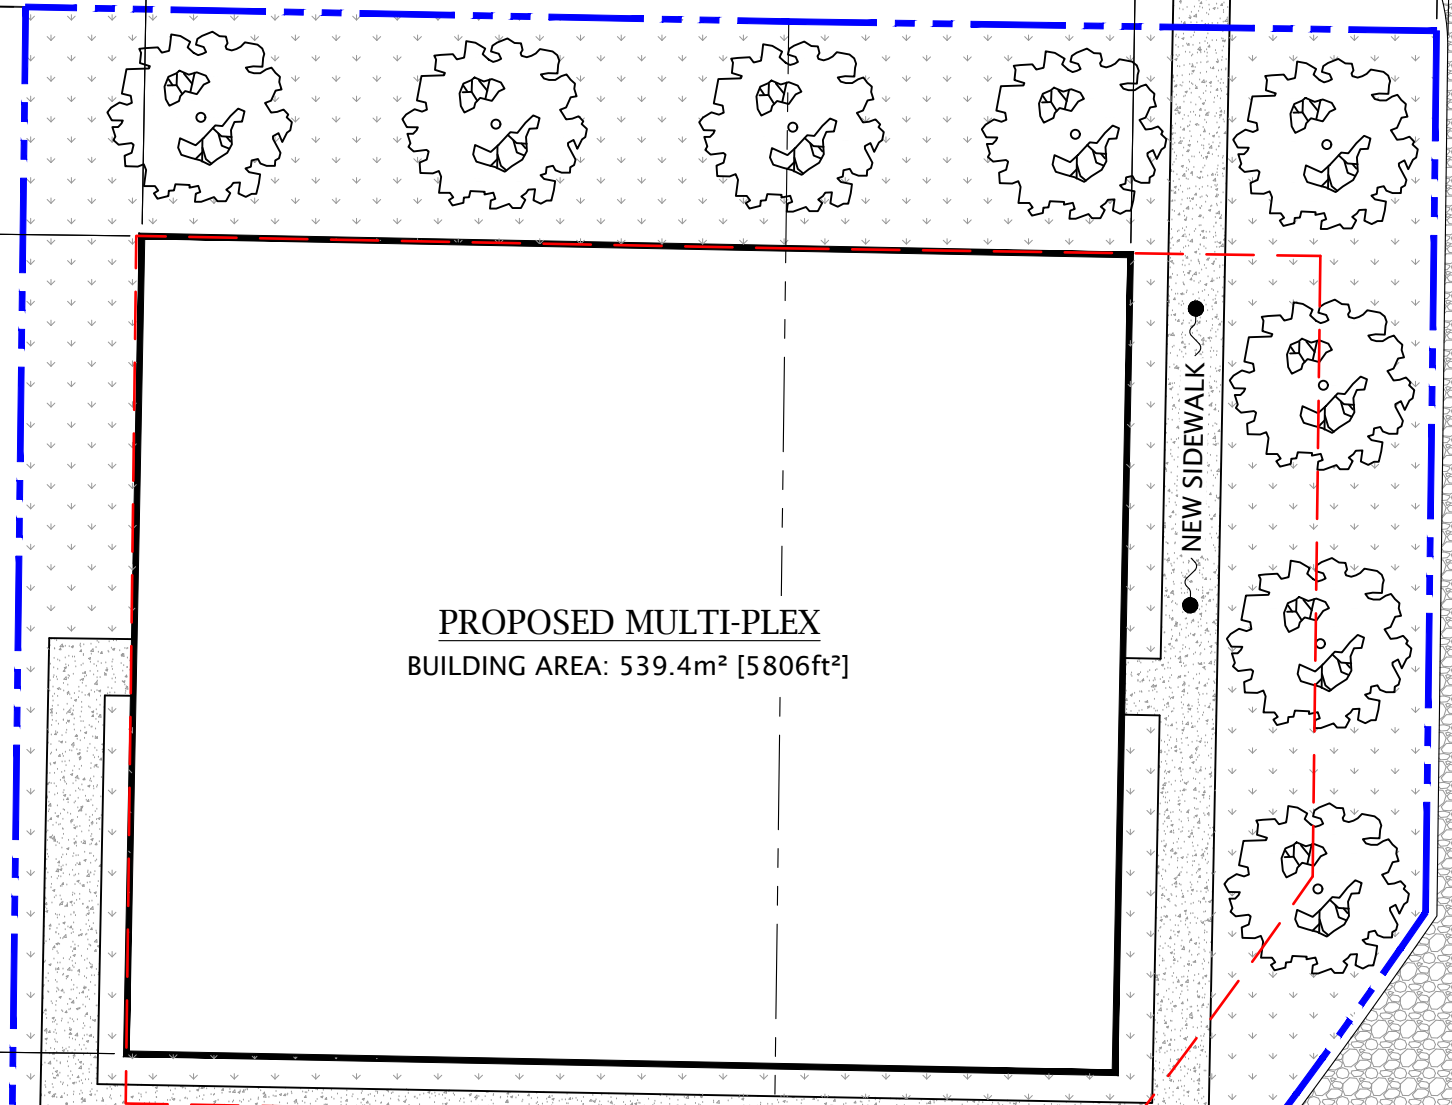 PROPOSED MULTI-PLEX
BUILDING AREA: 539.4m² [5806ft²]
NEW SIDEWALK